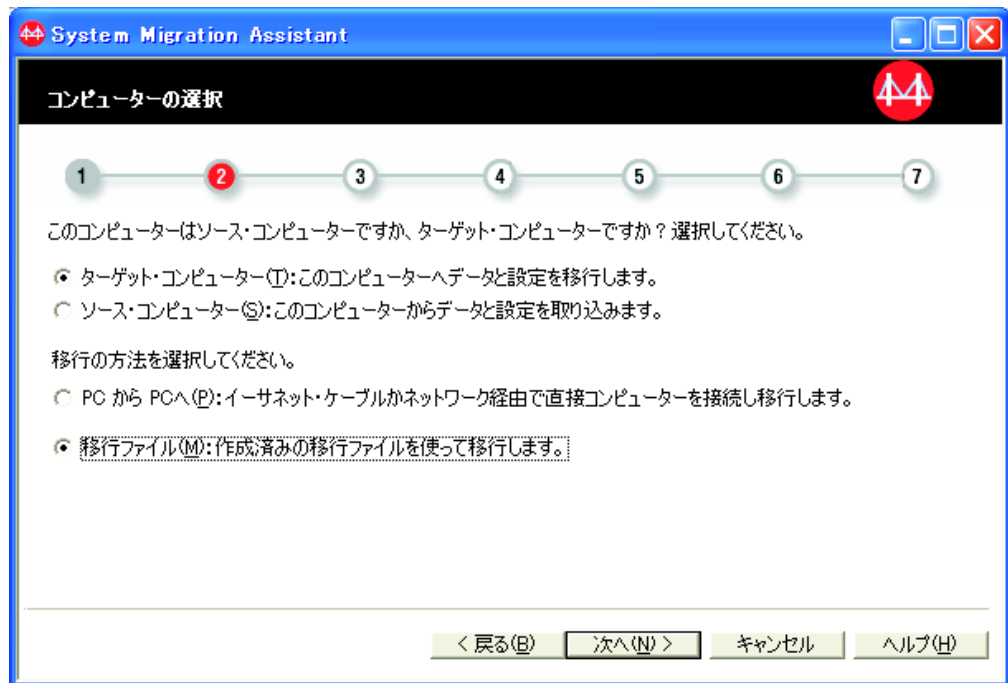 System Migration Assistant
コンピューターの選択
1 2 3 4 5 6 7
このコンピューターはソース・コンピューターですか、ターゲット・コンピューターですか？選択してください。
ターゲット・コンピューター(T):このコンピューターへデータと設定を移行します。
ソース・コンピューター(S):このコンピューターからデータと設定を取り込みます。
移行の方法を選択してください。
PC から PCへ(P):イーサネット・ケーブルかネットワーク経由で直接コンピューターを接続し移行します。
移行ファイル(M):作成済みの移行ファイルを使って移行します。
< 戻る(B) 次へ(N) > キャンセル ヘルプ(H)